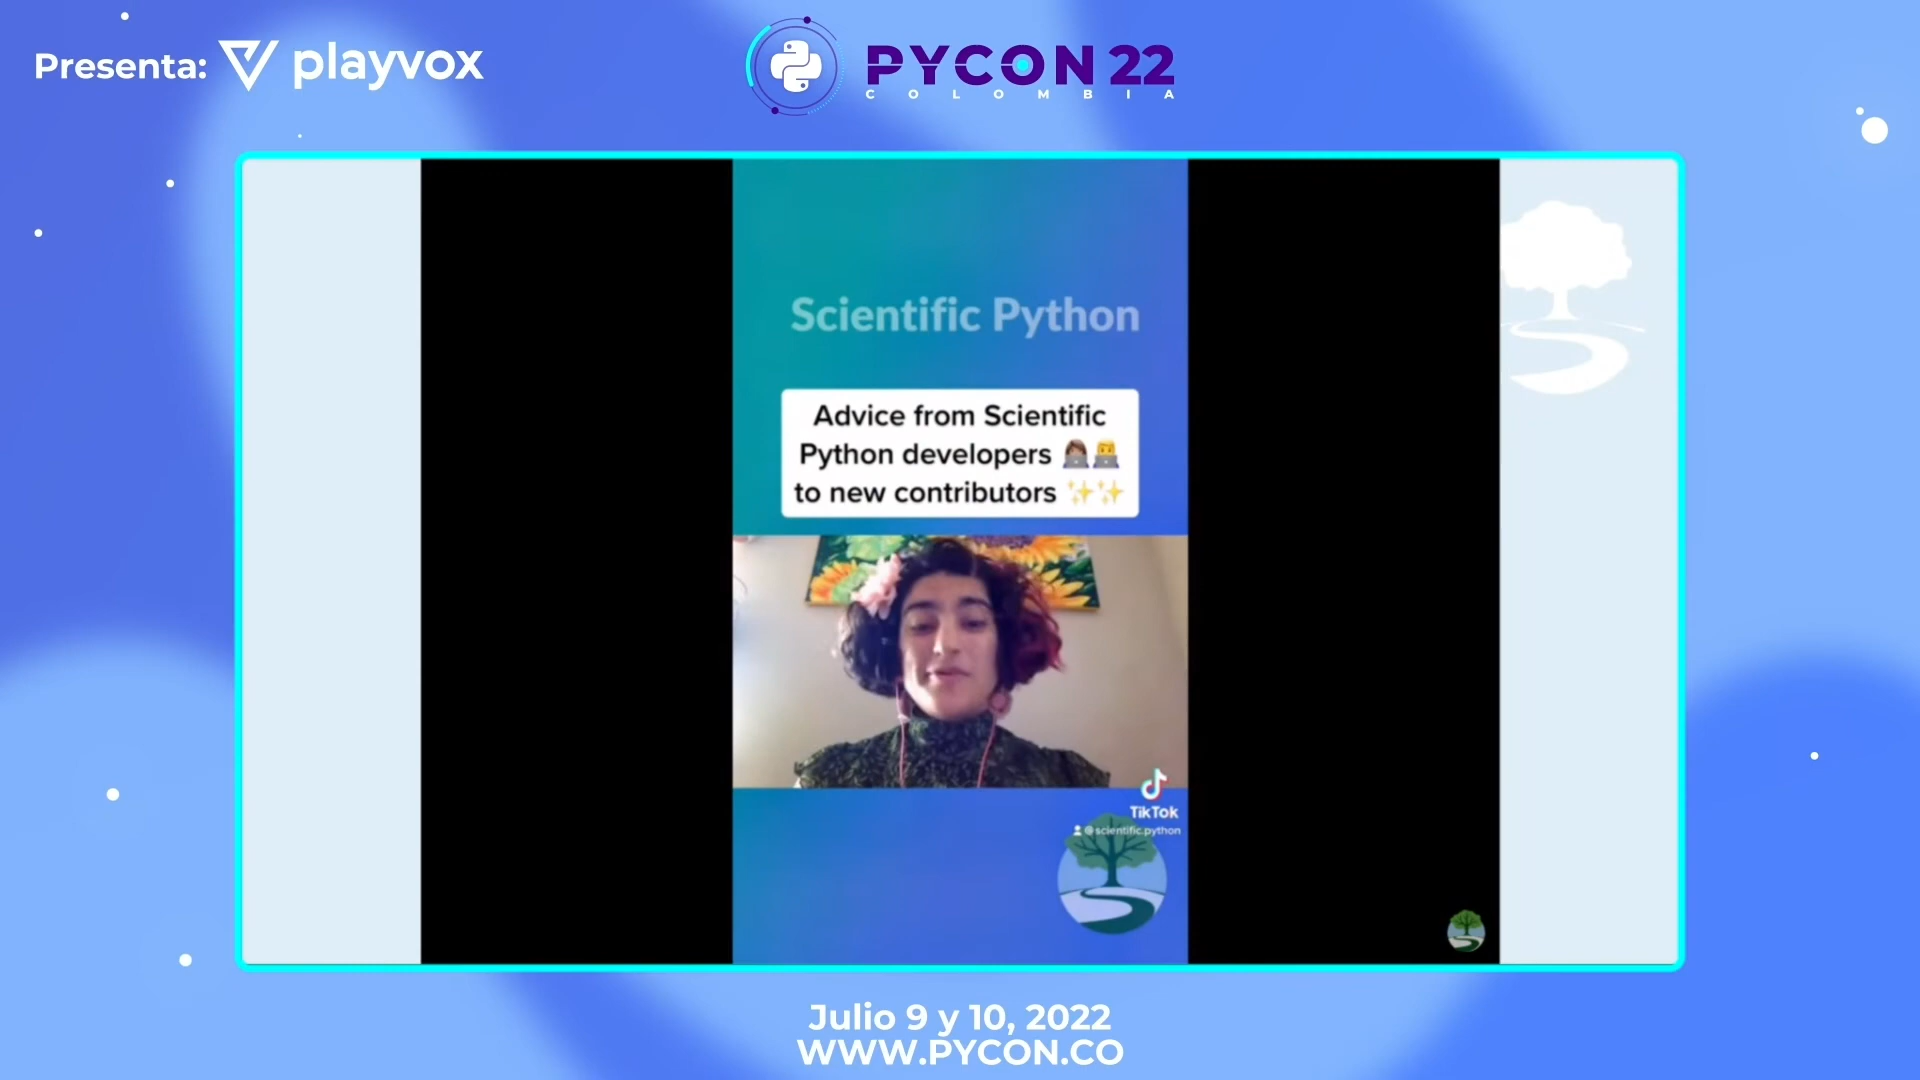 Presenta: playvox
PYCON 22
COLOMBIA
Scientific Python
Advice from Scientific
Python developers 👩🏽‍💻👨‍💻
to new contributors ✨✨
TikTok
@scientific.python
Julio 9 y 10, 2022
WWW.PYCON.CO